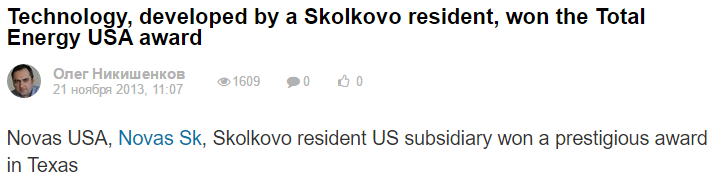 Technology, developed by a Skolkovo resident, won the Total
Energy USA award
Олег Никишенков
21 ноября 2013, 11:07
1609
0
0
Novas USA, Novas Sk, Skolkovo resident US subsidiary won a prestigious award
in Texas